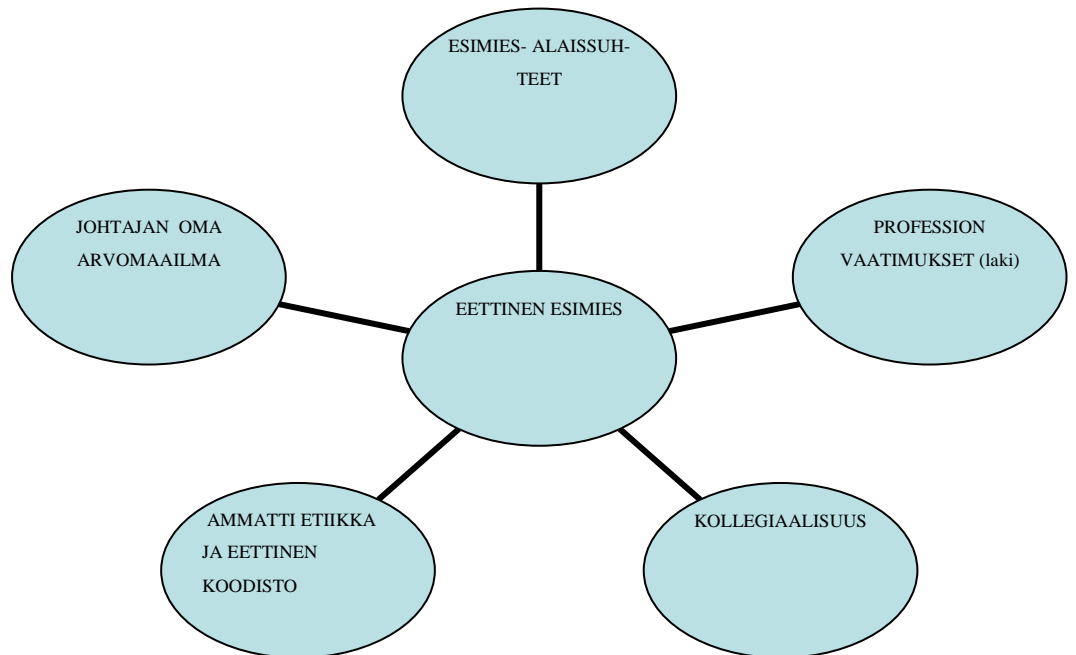 ESIMIES- ALAISSUH-
TEET
JOHTAJAN OMA
ARVOMAAILMA
PROFESSION
VAATIMUKSET (laki)
EETTINEN ESIMIES
AMMATTI ETIIKKA
JA EETTINEN
KOODISTO
KOLLEGIAALISUUS